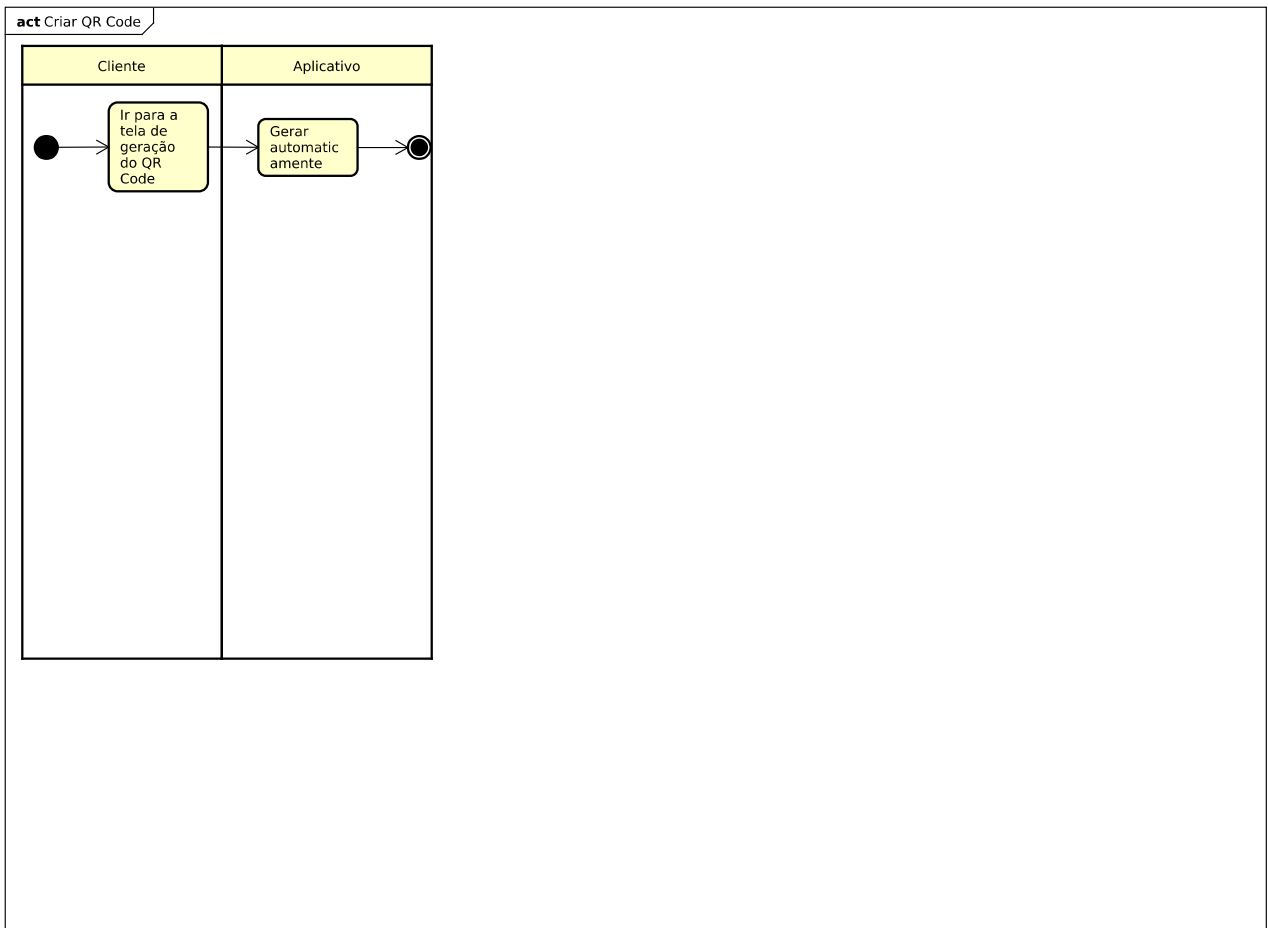 act Criar QR Code
Cliente
Aplicativo
Ir para a
tela de
geração
do QR
Code
Gerar
automatic
amente